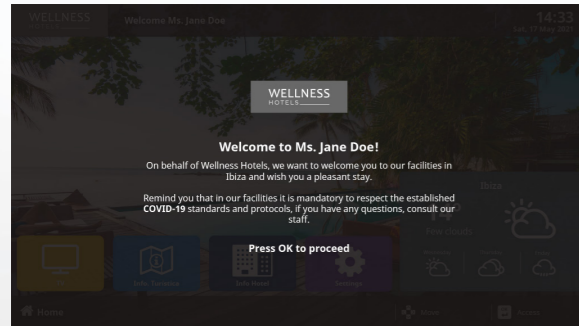 WELLNESS
Welcome Ms. Jane Doe
14:33
WELLNESS
HOTELS
Welcome to Ms. Jane Doe!
On behalf of Wellness Hotels, we want to welcome you to our facilities in
Ibiza and wish you a pleasant stay.
Remind you that in our facilities it is mandatory to respect the established
COVID-19 standards and protocols, if you have any questions, consult our
staff.
Press OK to proceed
Ibiza
Few clouds
Info Hotel
Settings
Home